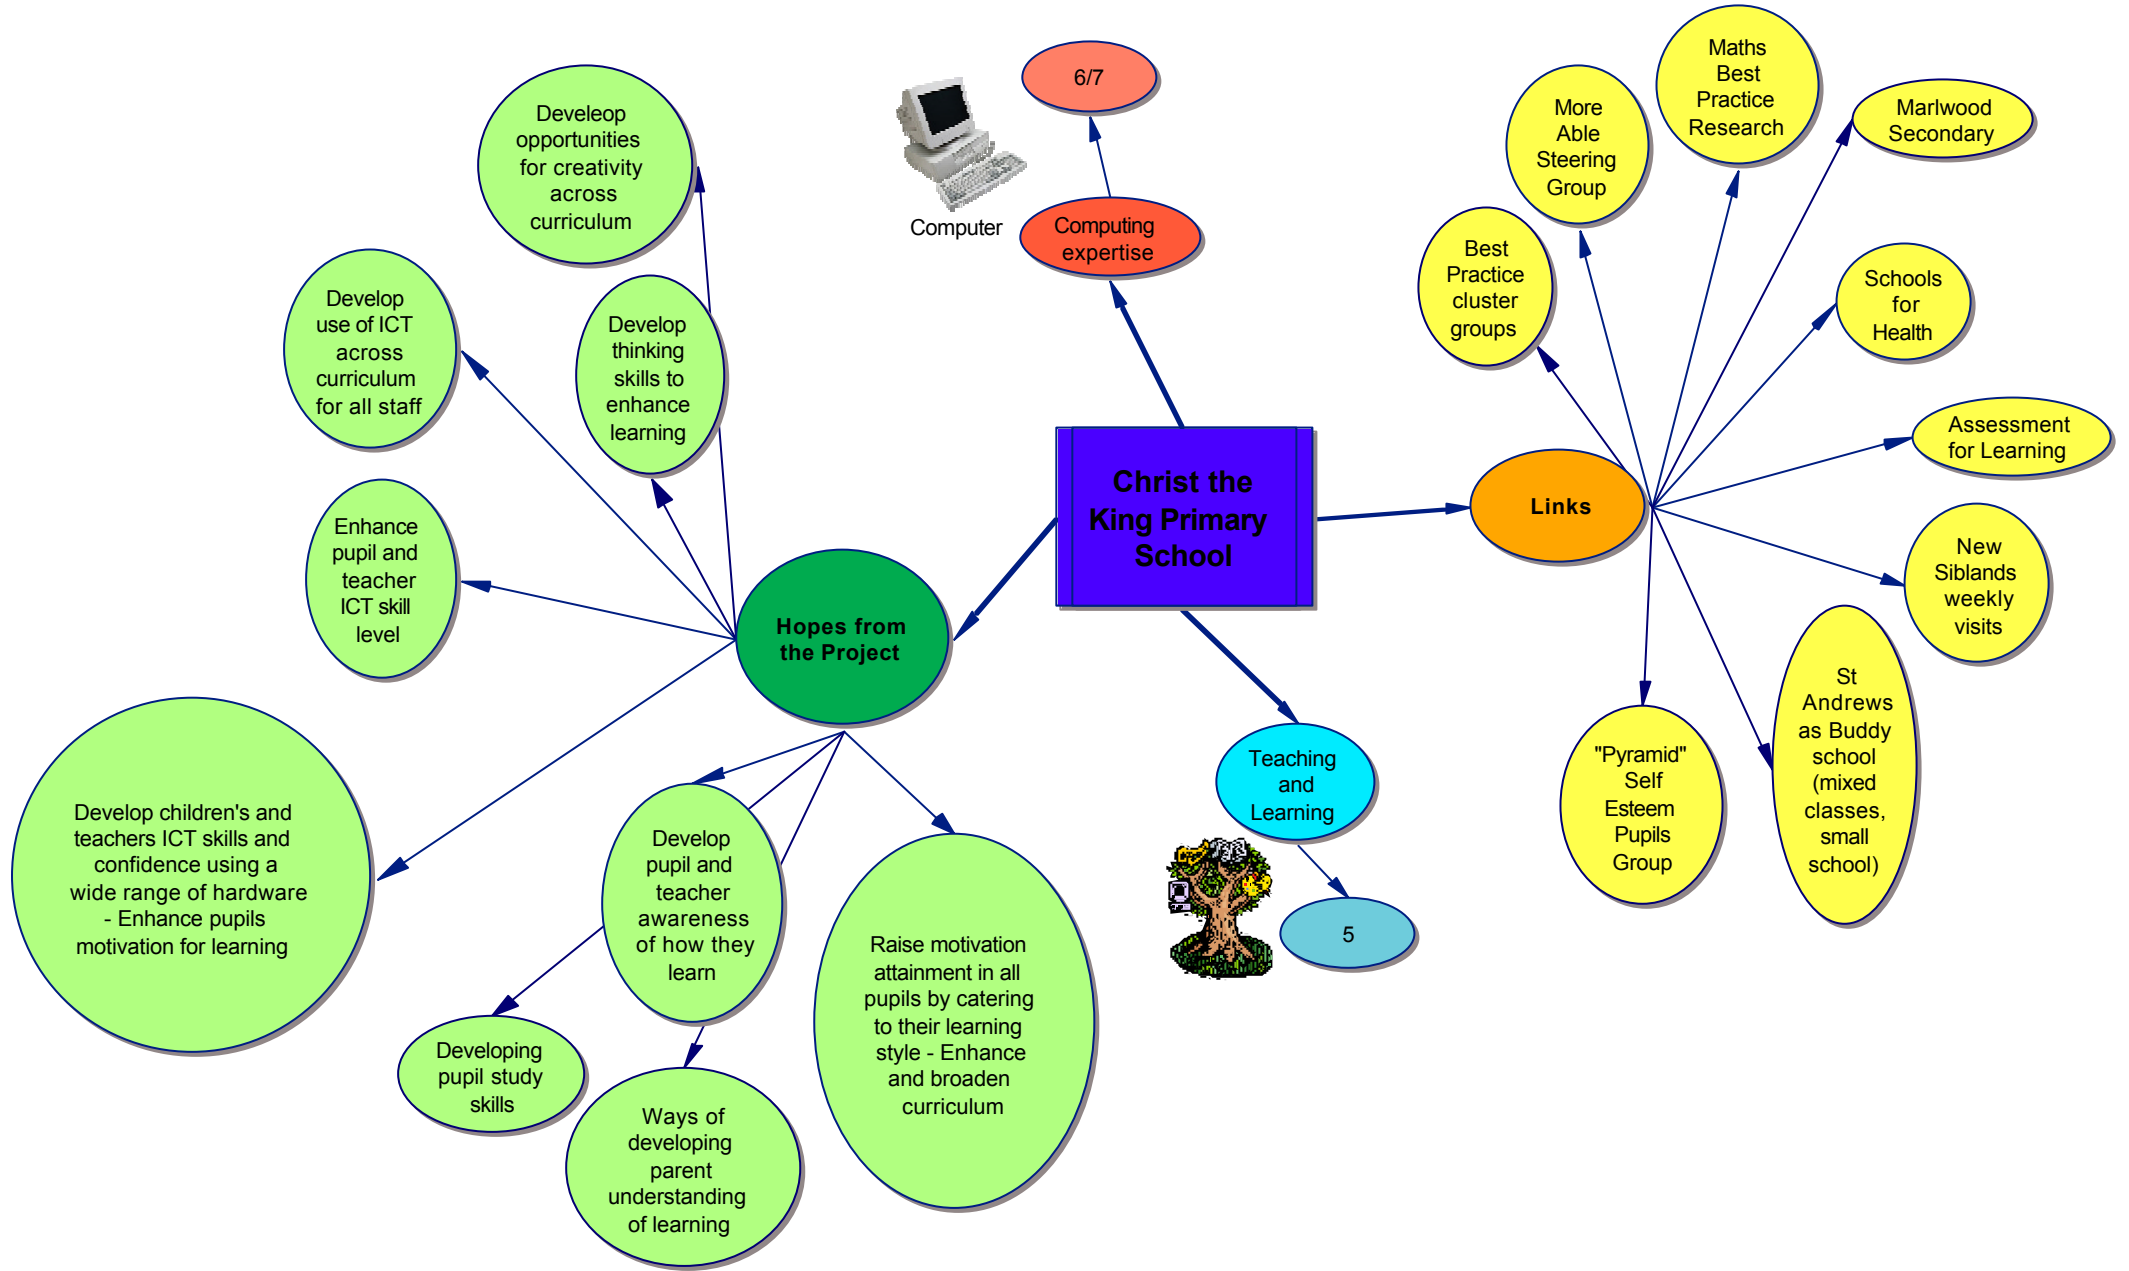 Christ the
King Primary
School
Computing
expertise
6/7
Computer
Links
Best
Practice
cluster
groups
More
Able
Steering
Group
Maths
Best
Practice
Research
Marlwood
Secondary
Schools
for
Health
Assessment
for Learning
New
Siblands
weekly
visits
St
Andrews
as Buddy
school
(mixed
classes,
small
school)
"Pyramid"
Self
Esteem
Pupils
Group
Teaching
and
Learning
5
Hopes from
the Project
Develeop
opportunities
for creativity
across
curriculum
Develop
thinking
skills to
enhance
learning
Develop
use of ICT
across
curriculum
for all staff
Enhance
pupil and
teacher
ICT skill
level
Develop children's and
teachers ICT skills and
confidence using a
wide range of hardware
- Enhance pupils
motivation for learning
Develop
pupil and
teacher
awareness
of how they
learn
Developing
pupil study
skills
Ways of
developing
parent
understanding
of learning
Raise motivation
attainment in all
pupils by catering
to their learning
style - Enhance
and broaden
curriculum